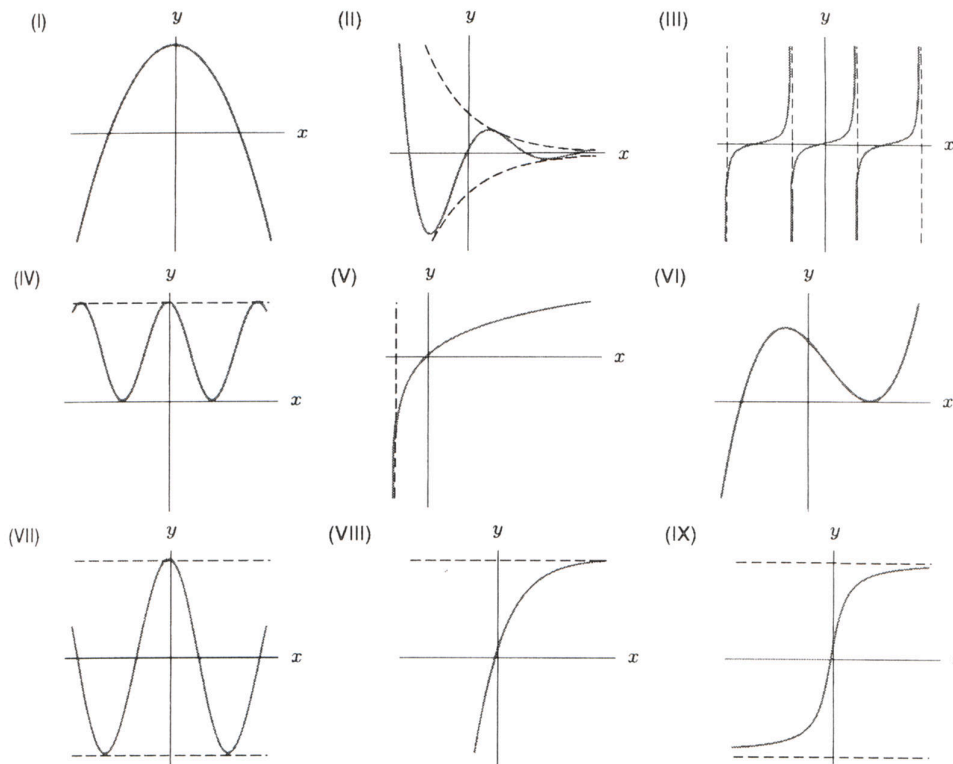 (I) y
x
(II) y
x
(III) y
x
(IV) y
x
(V) y
x
(VI) y
x
(VII) y
x
(VIII) y
x
(IX) y